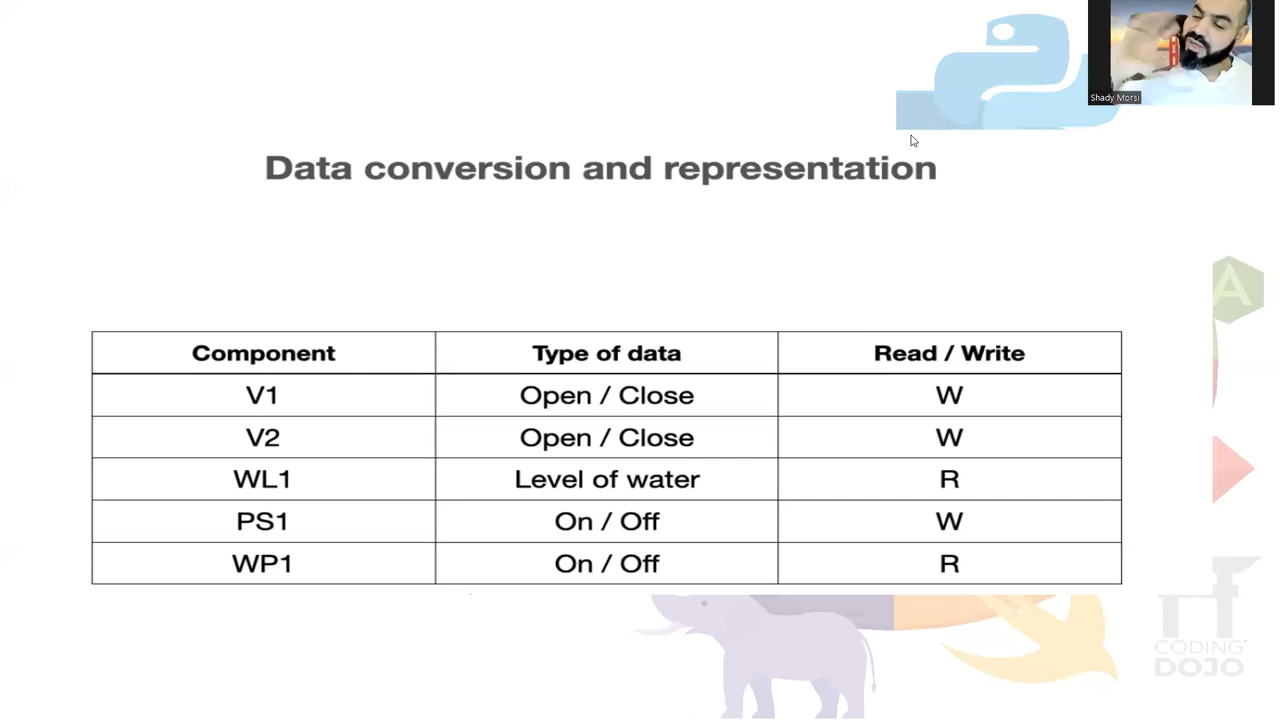 Shady Morsi
Data conversion and representation
Component Type of data Read / Write
V1 Open / Close W
V2 Open / Close W
WL1 Level of water R
PS1 On / Off W
WP1 On / Off R
A
CODING
DOJO